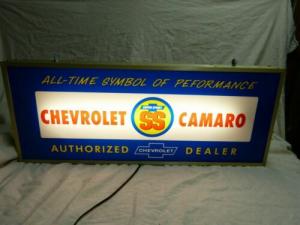 ALL-TIME SYMBOL OF PEFORMANCE
CHEVROLET SS CAMARO
AUTHORIZED CHEVROLET DEALER